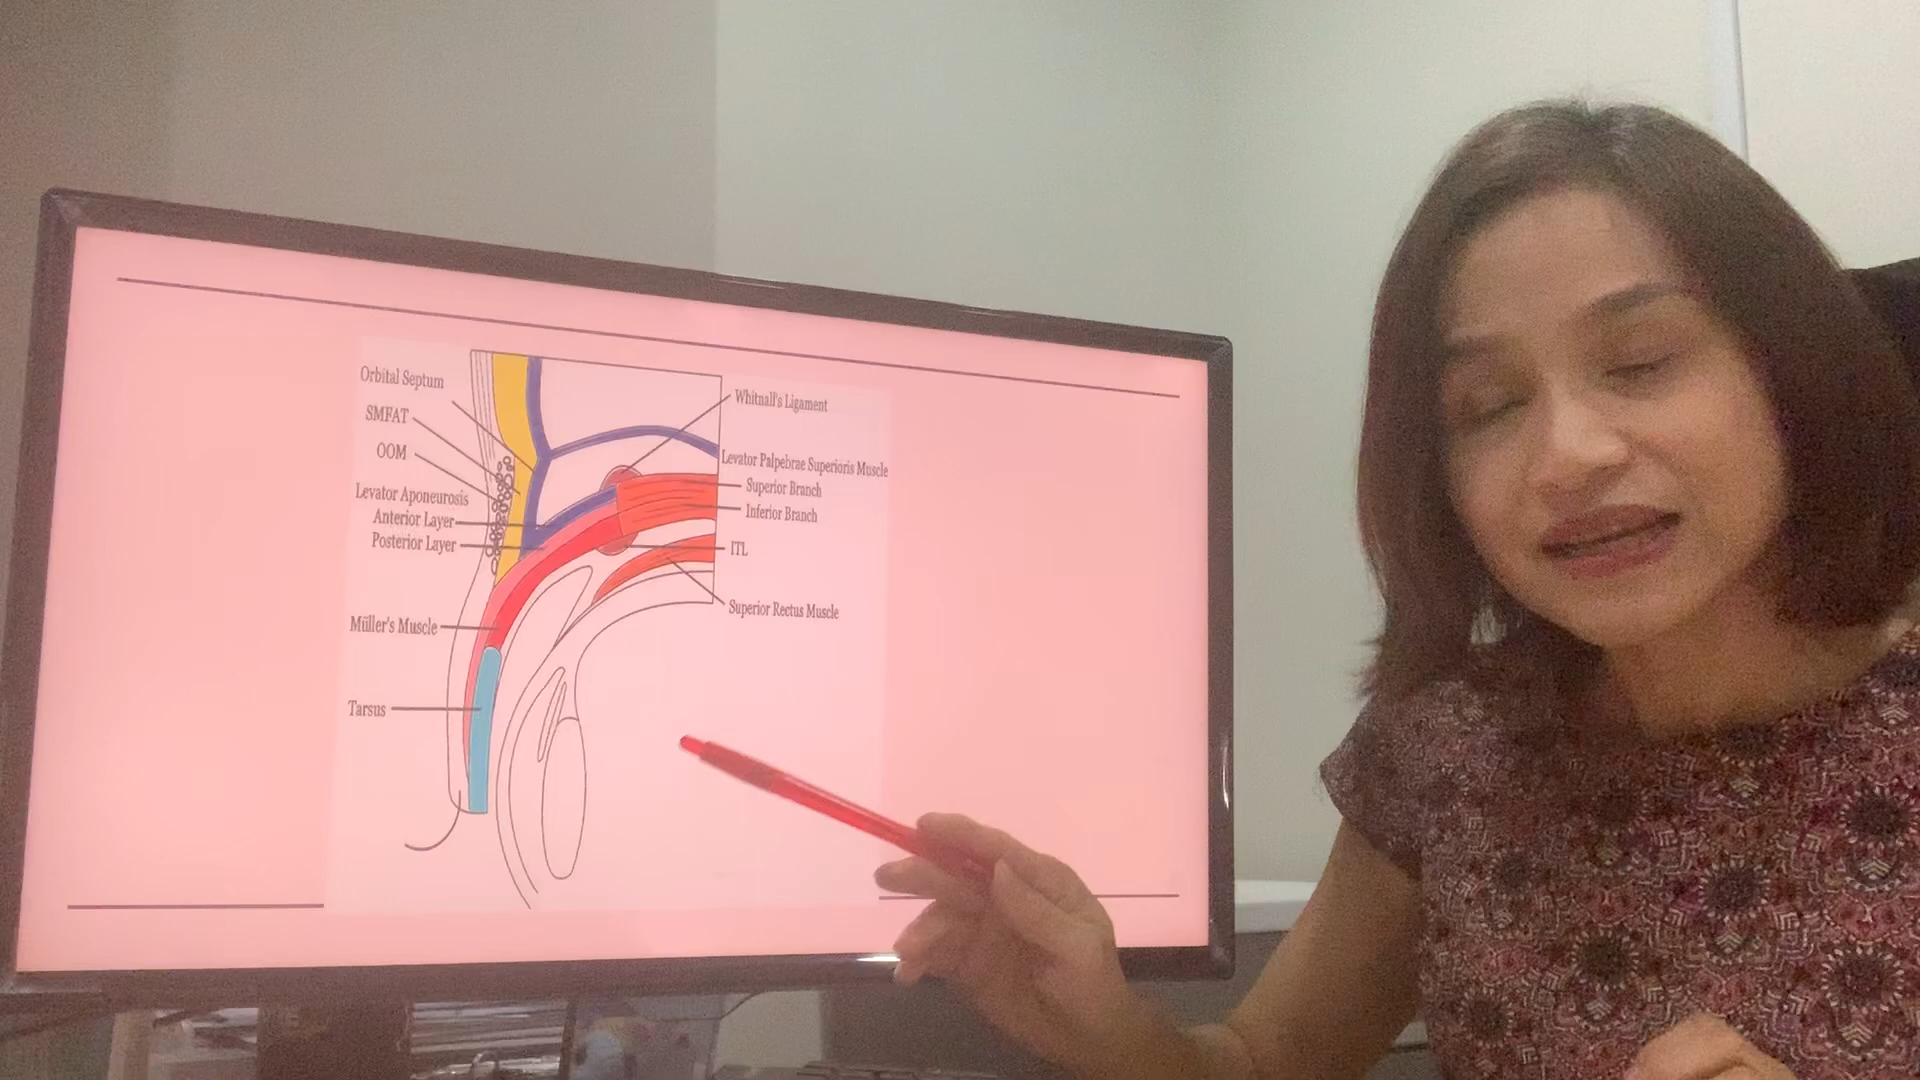 Orbital Septum
SMFAT
OOM
Levator Aponeurosis
Anterior Layer
Posterior Layer
Müller's Muscle
Tarsus
Whitnall's Ligament
Levator Palpebrae Superioris Muscle
Superior Branch
Inferior Branch
ITL
Superior Rectus Muscle